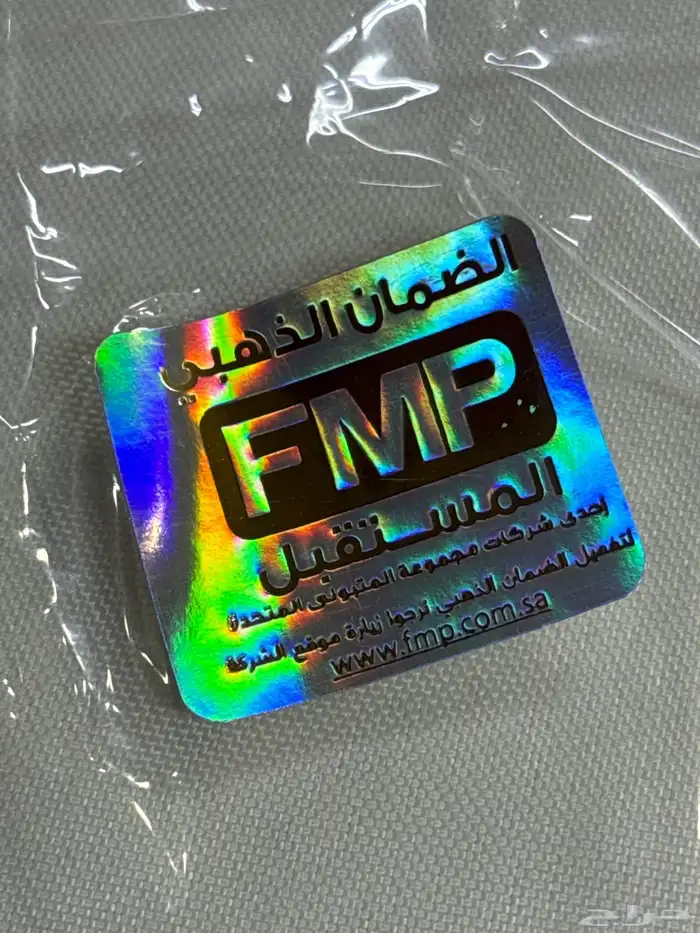 الضمان الذهبي
FMP
المستقبل
إحدى شركات مجموعة المتبولي المتحدة
لتفعيل الضمان الذهبي نرجوا زيارة موقع الشركة
www.fmp.com.sa
حراج